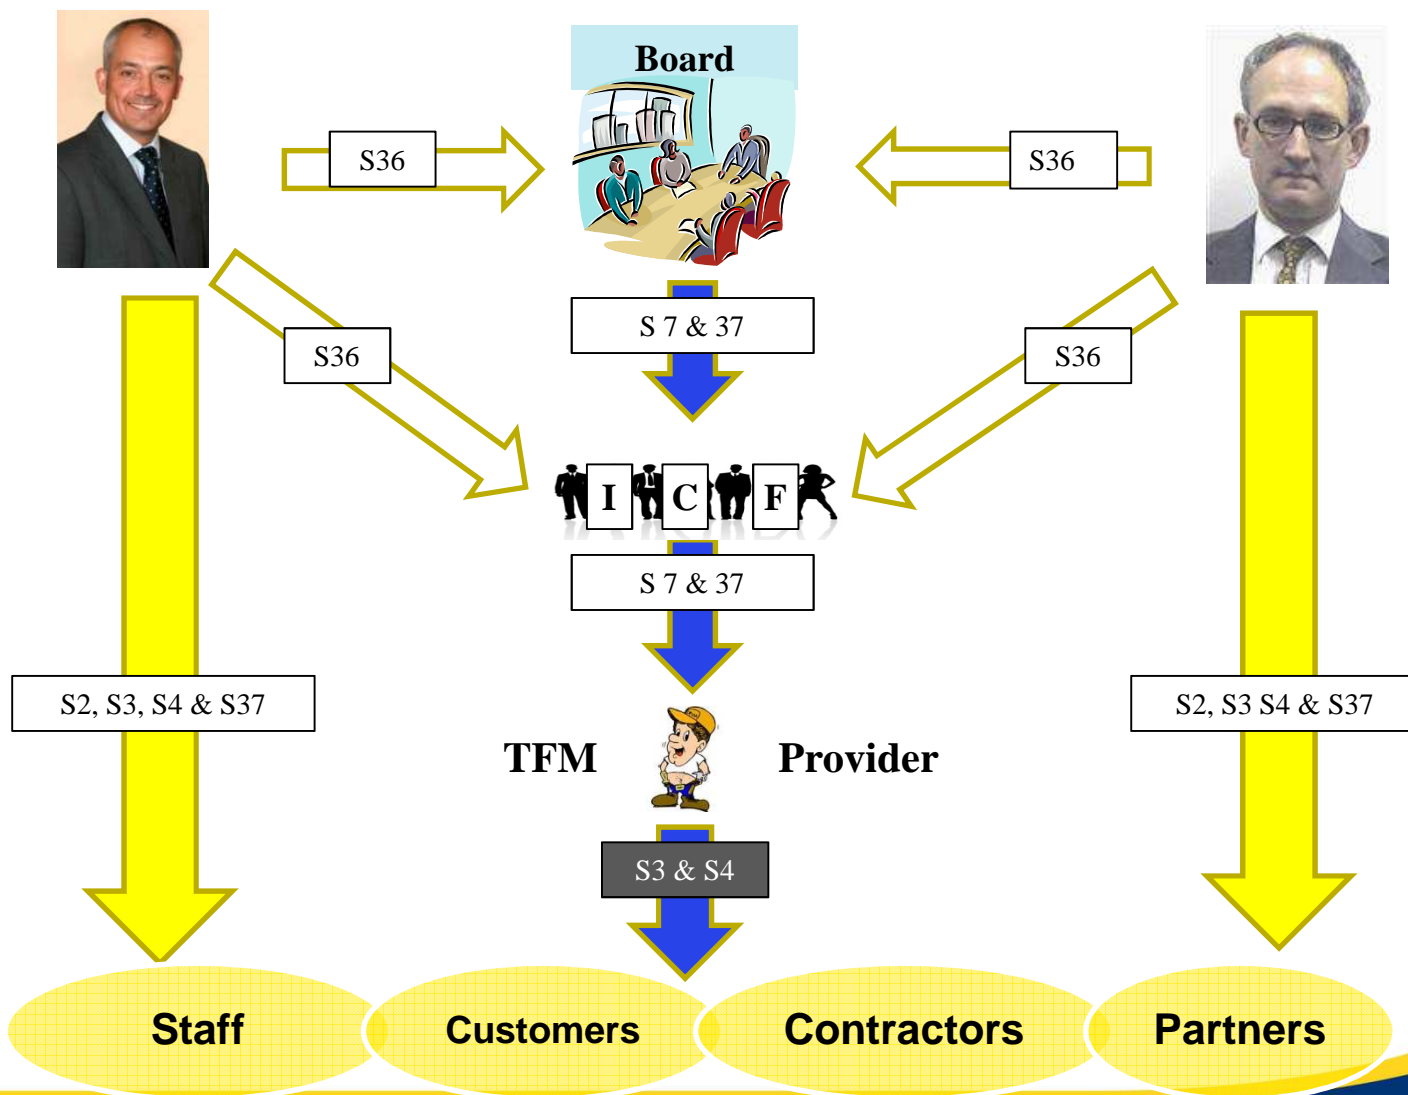 Board
S36
S36
S 7 & 37
S36
S36
I C F
S 7 & 37
S2, S3, S4 & S37
S2, S3 S4 & S37
TFM Provider
S3 & S4
Staff
Customers
Contractors
Partners